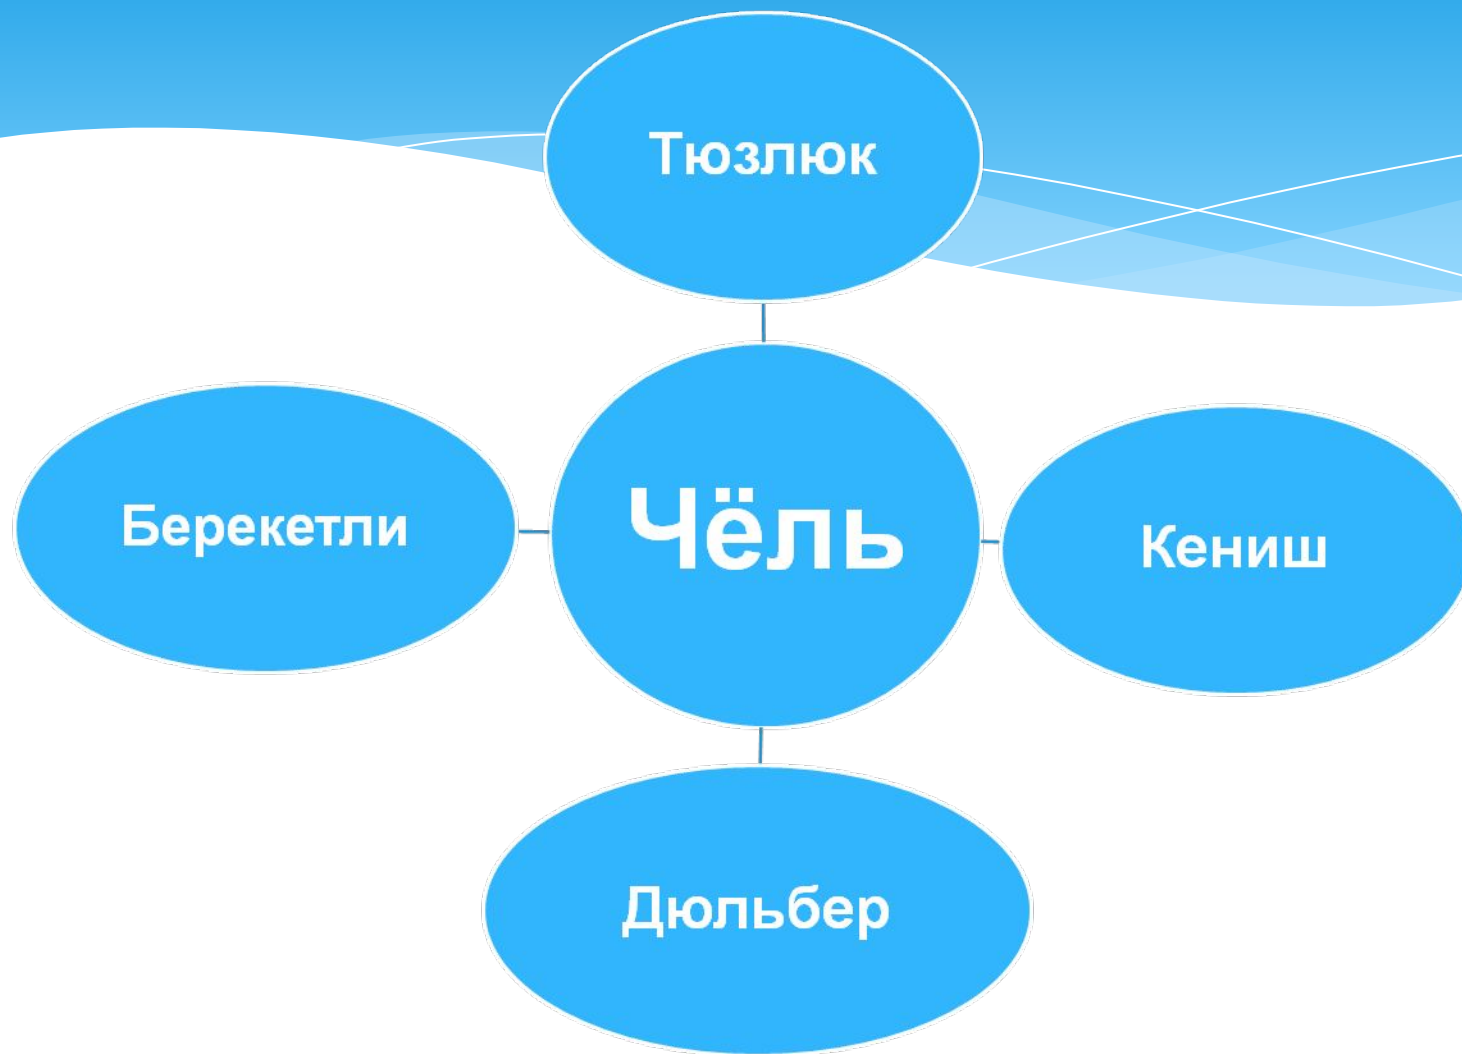 Тюзлюк
Берекетли
Чёль
Кениш
Дюльбер